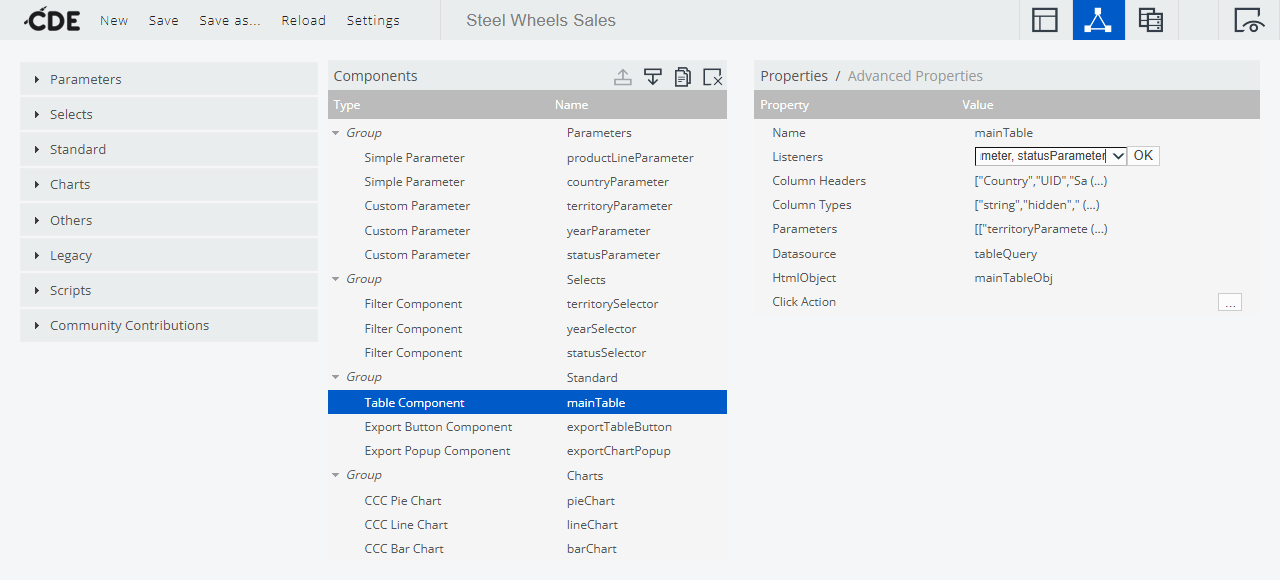 CDE New Save Save as... Reload Settings Steel Wheels Sales
Parameters
Selects
Standard
Charts
Others
Legacy
Scripts
Community Contributions
Components
Type Name
Group Parameters
Simple Parameter productLineParameter
Simple Parameter countryParameter
Custom Parameter territoryParameter
Custom Parameter yearParameter
Custom Parameter statusParameter
Group Selects
Filter Component territorySelector
Filter Component yearSelector
Filter Component statusSelector
Group Standard
Table Component mainTable
Export Button Component exportTableButton
Export Popup Component exportChartPopup
Group Charts
CCC Pie Chart pieChart
CCC Line Chart lineChart
CCC Bar Chart barChart
Properties / Advanced Properties
Property Value
Name mainTable
Listeners meter, statusParameter OK
Column Headers ["Country","UID","Sa (...)
Column Types ["string","hidden"," (...)
Parameters [["territoryParamete (...)
Datasource tableQuery
HtmlObject mainTableObj
Click Action ...